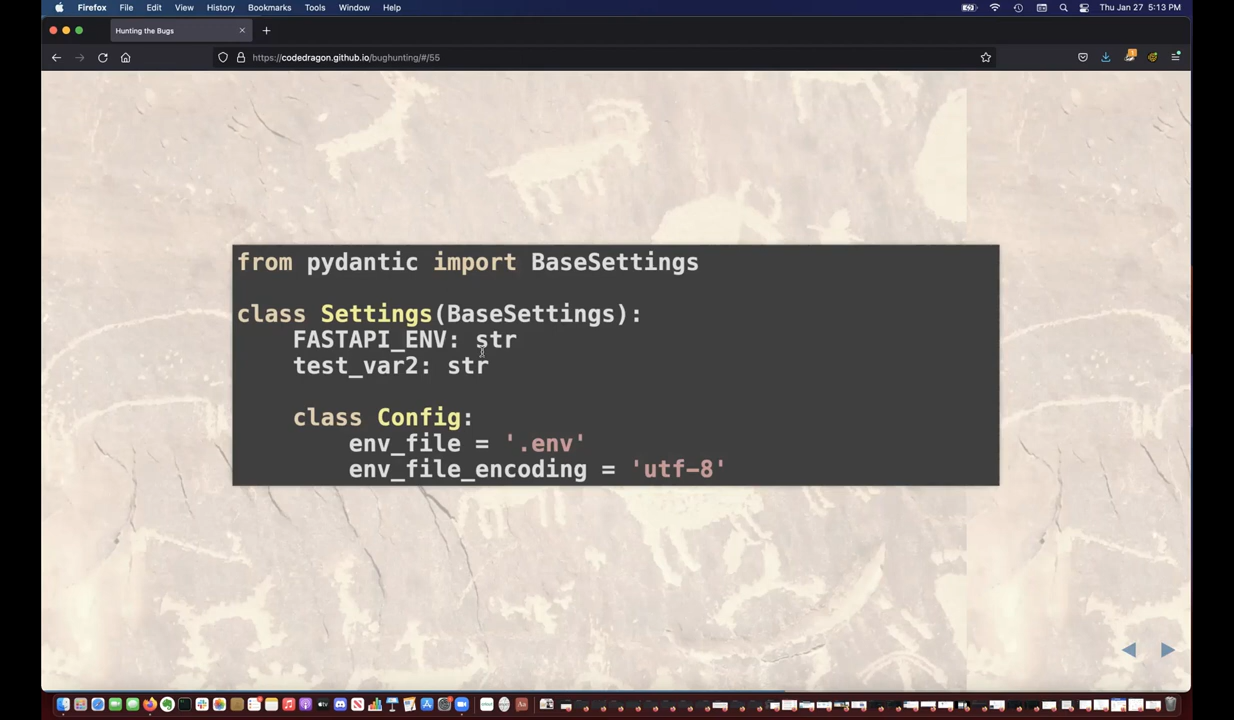 Firefox File Edit View History Bookmarks Tools Window Help Thu Jan 27 5:13 PM
Hunting the Bugs
https://codedragon.github.io/bughunting/#/55
from pydantic import BaseSettings
class Settings(BaseSettings):
FASTAPI_ENV: str
test_var2: str
class Config:
env_file = '.env'
env_file_encoding = 'utf-8'